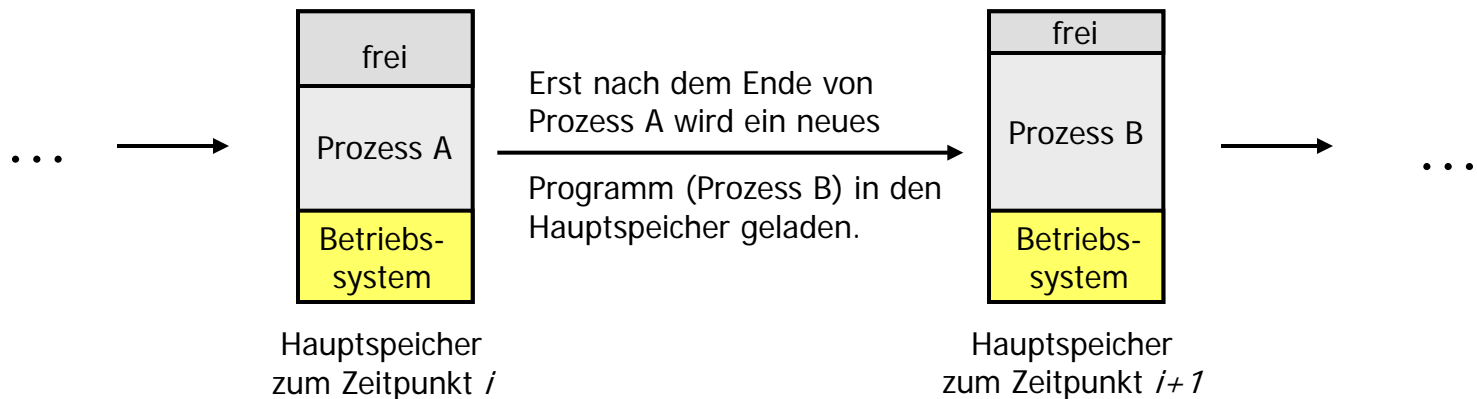 ...
frei
Prozess A
Betriebs-
system
Hauptspeicher
zum Zeitpunkt i
Erst nach dem Ende von
Prozess A wird ein neues
Programm (Prozess B) in den
Hauptspeicher geladen.
frei
Prozess B
Betriebs-
system
Hauptspeicher
zum Zeitpunkt i+1
...